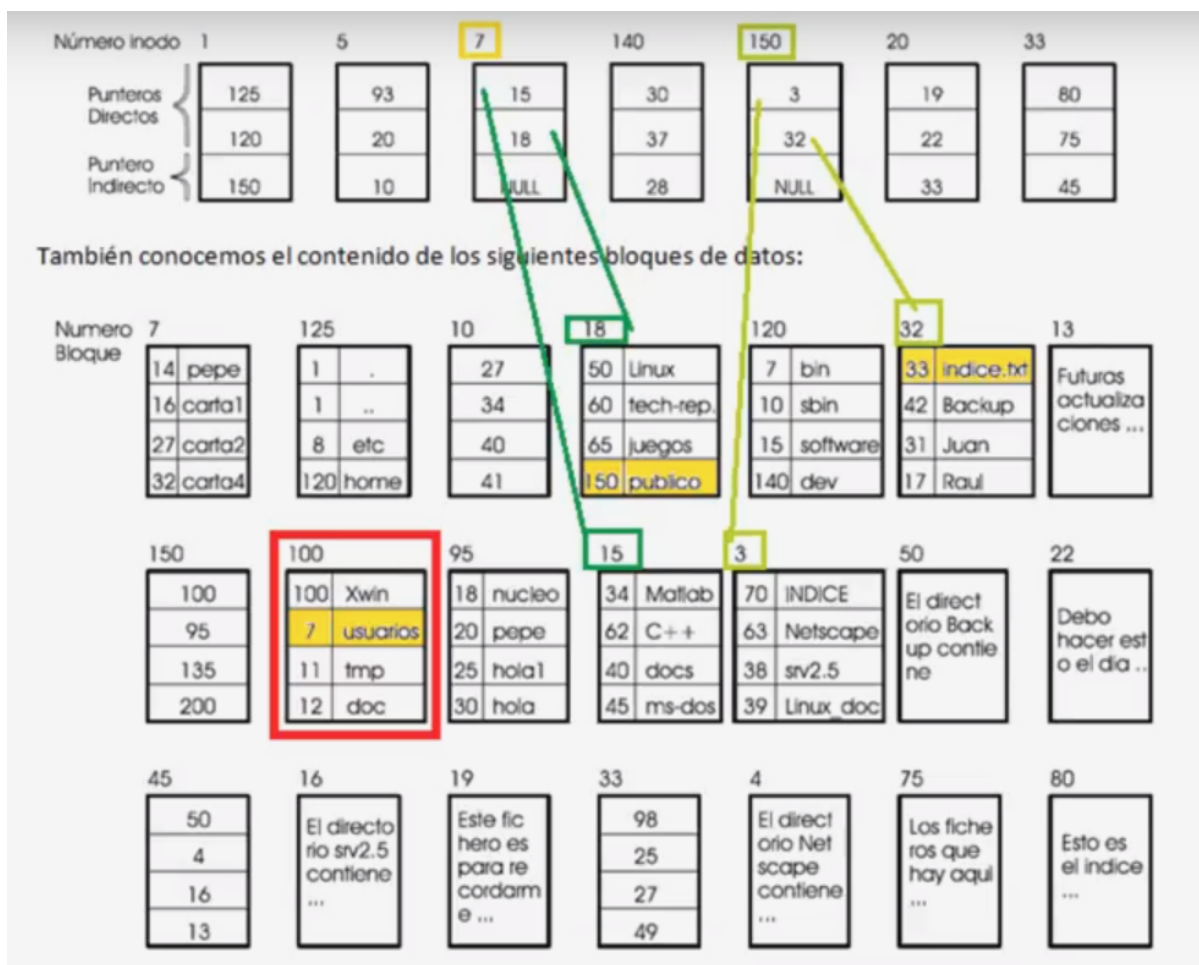 Número inodo 1 5 7 140 150 20 33
Punteros Directos
125 93 15 30 3 19 80
120 20 18 37 32 22 75
Puntero Indirecto
150 10 NULL 28 NULL 33 45
También conocemos el contenido de los siguientes bloques de datos:
Numero Bloque 7 125 10 18 120 32 13
14 pepe 1 . 27 50 Linux 7 bin 33 indice.txt Futuras
16 carta1 1 .. 34 60 tech-rep. 10 sbin 42 Backup actualiza
27 carta2 8 etc 40 65 juegos 15 software 31 Juan ciones ...
32 carta4 120 home 41 150 publico 140 dev 17 Raul
150 100 95 15 3 50 22
100 100 Xwin 18 nucleo 34 Matlab 70 INDICE El direct Debo
95 7 usuarios 20 pepe 62 C++ 63 Netscape orio Back hacer est
135 11 tmp 25 hola1 40 docs 38 srv2.5 up contie o el dia ..
200 12 doc 30 hola 45 ms-dos 39 Linux_doc ne
45 16 19 33 4 75 80
50 El directo Este fic 98 El direct Los fiche Esto es
4 rio srv2.5 hero es 25 orio Net ros que el indice
16 contiene para re 27 scape hay aqui ...
13 ... cordarm 49 contiene ...
e ... ...